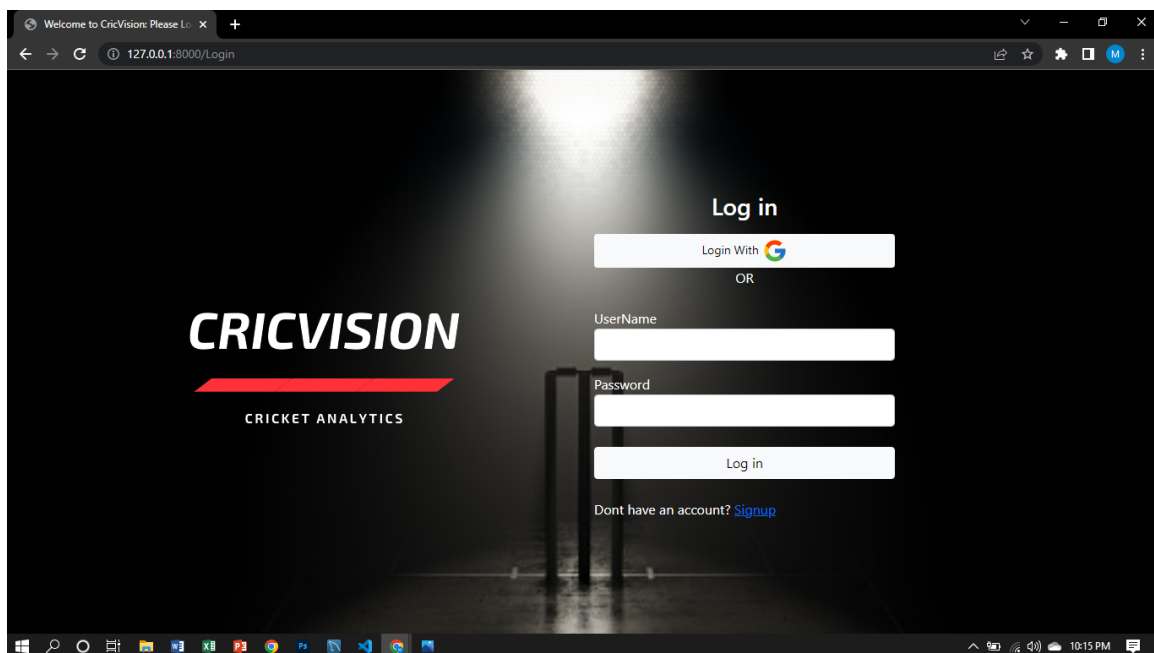 Welcome to CricVision: Please Lo
127.0.0.1:8000/Login
M
Log in
Login With G
OR
CRICVISION
CRICKET ANALYTICS
UserName
Password
Log in
Dont have an account? Signup
10:15 PM